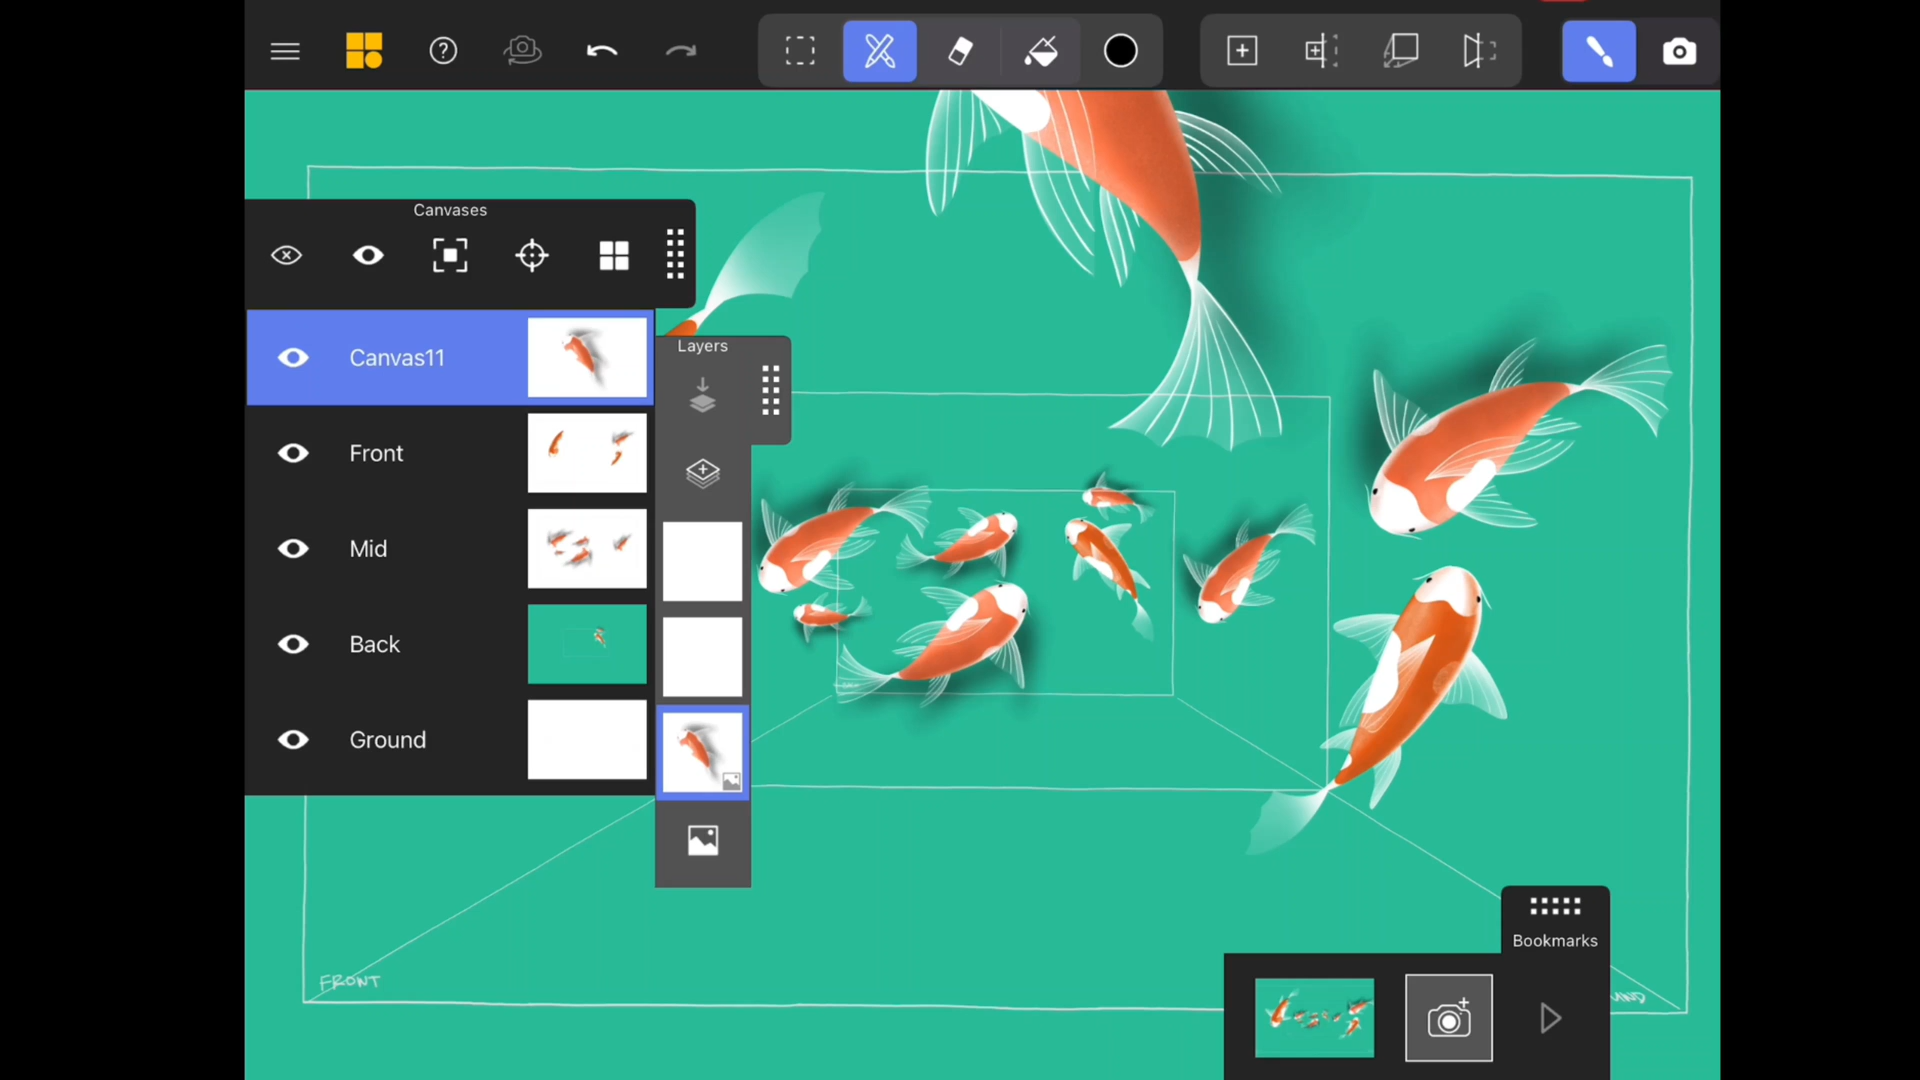 Canvases
Canvas11
Layers
Front
Mid
Back
Ground
FRONT
Bookmarks